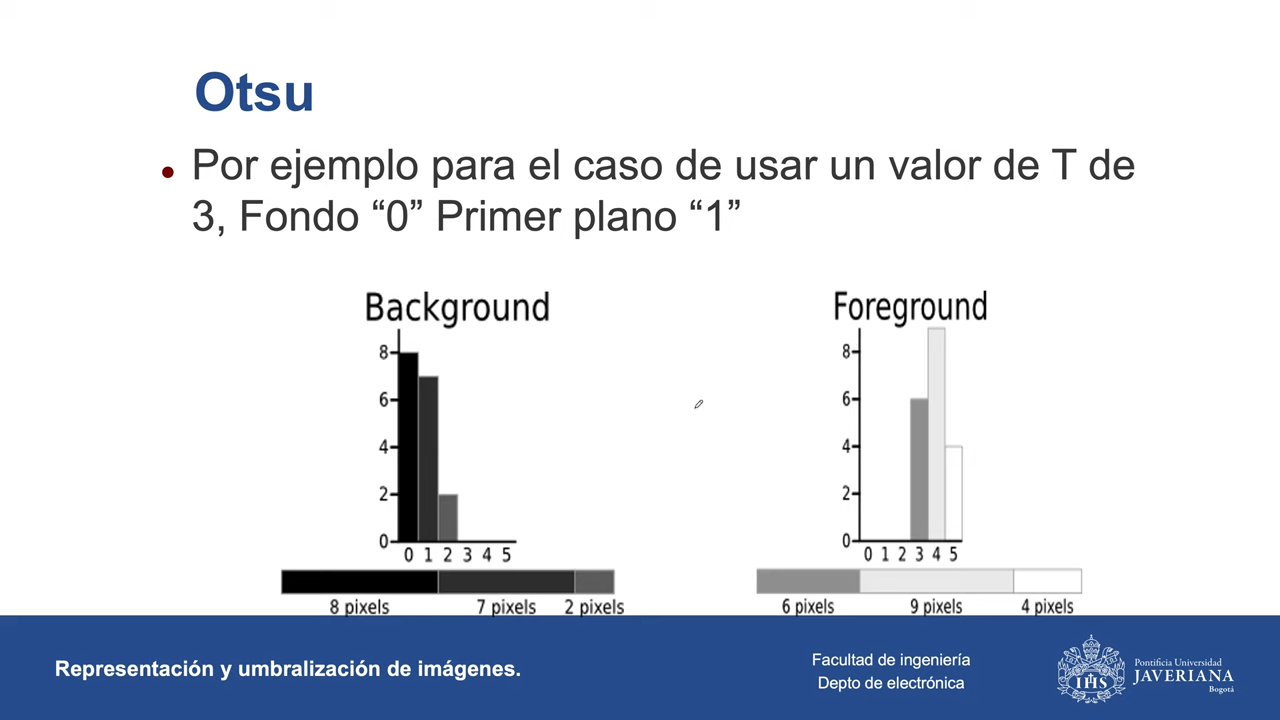 Otsu
Por ejemplo para el caso de usar un valor de T de
3, Fondo “0” Primer plano “1”
Background
8
6
4
2
0
0 1 2 3 4 5
8 pixels 7 pixels 2 pixels
Foreground
8
6
4
2
0
0 1 2 3 4 5
6 pixels 9 pixels 4 pixels
Representación y umbralización de imágenes.
Facultad de ingeniería
Depto de electrónica
IHS
Pontificia Universidad
JAVERIANA
Bogotá